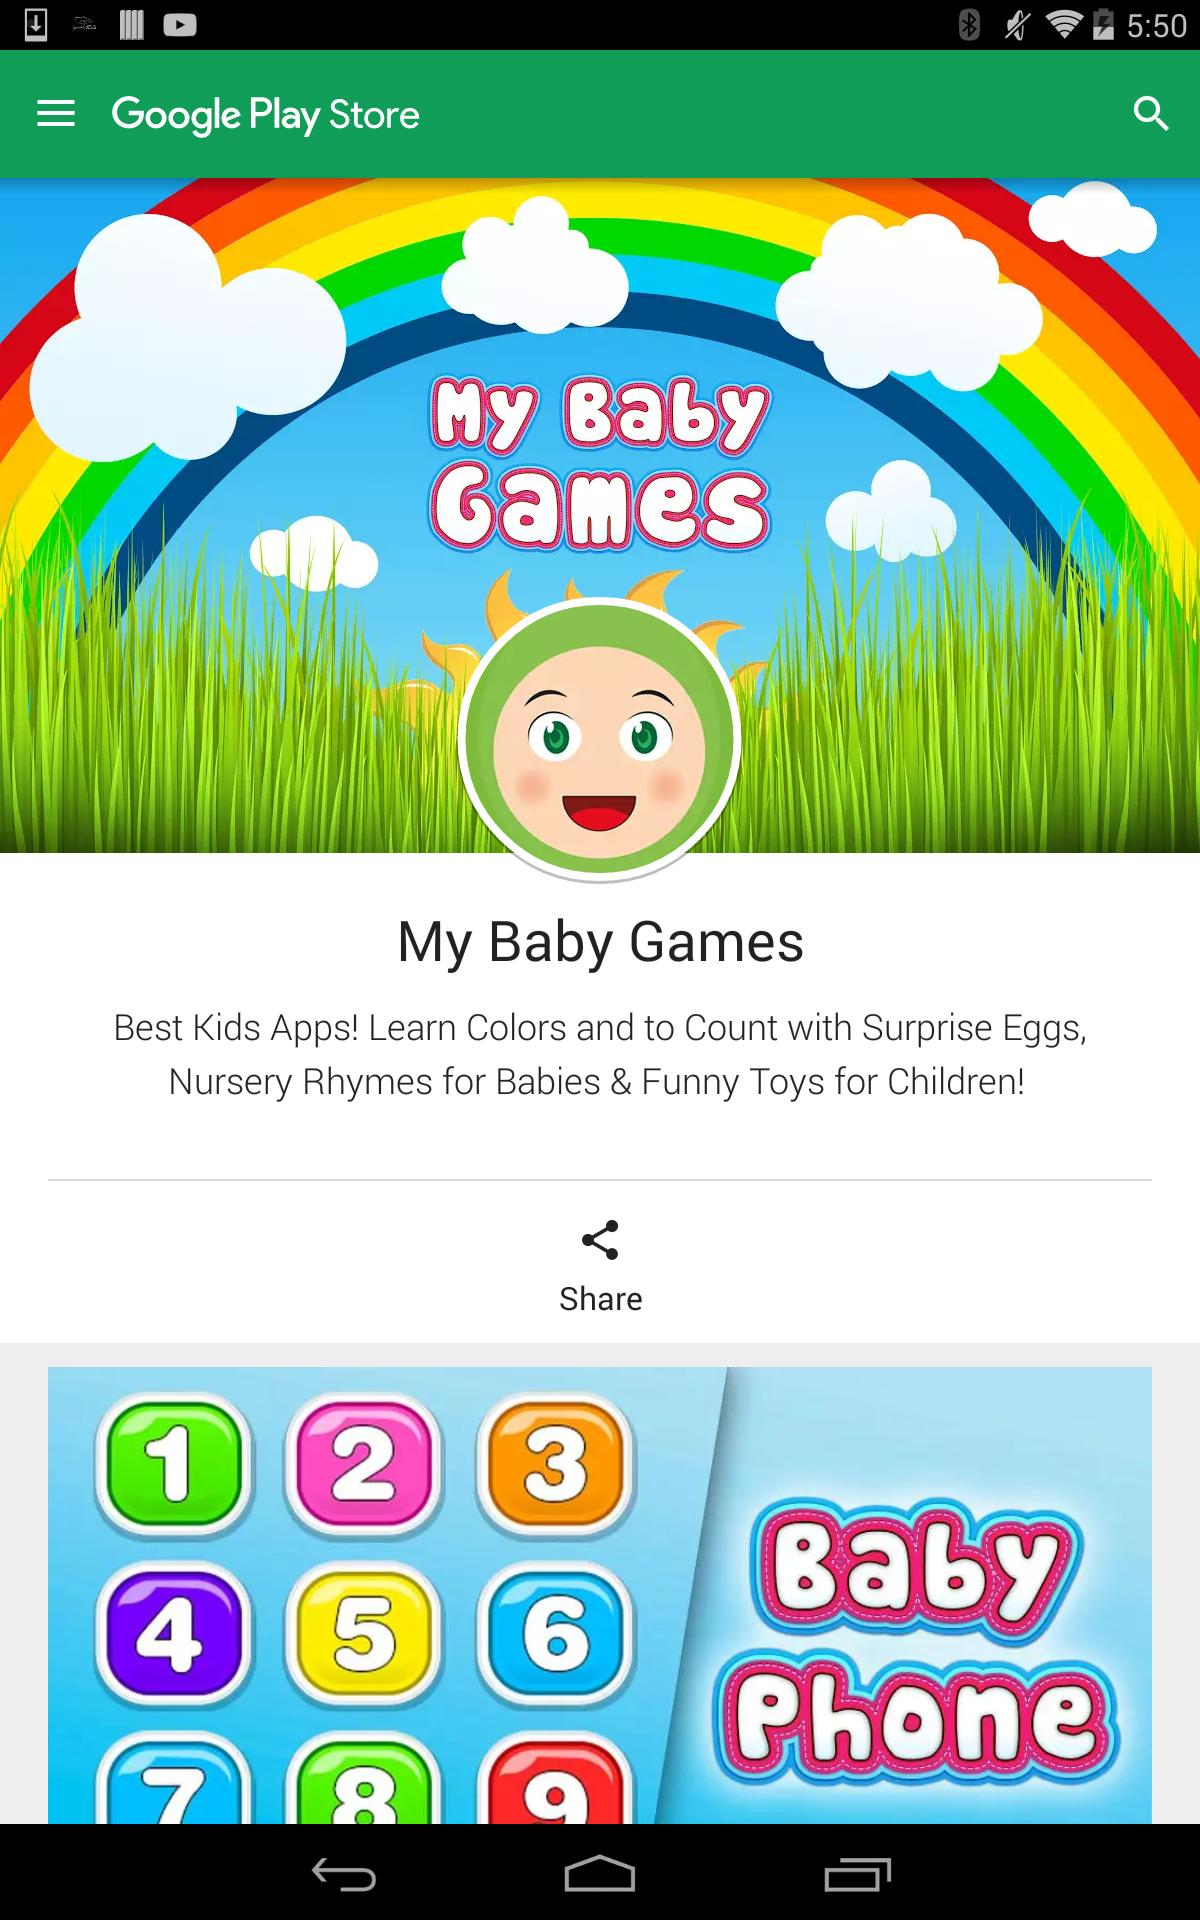 5:50
Google Play Store
My Baby
Games
My Baby Games
Best Kids Apps! Learn Colors and to Count with Surprise Eggs,
Nursery Rhymes for Babies & Funny Toys for Children!
Share
1 2 3
Baby
4 5 6
Phone
7 8 9